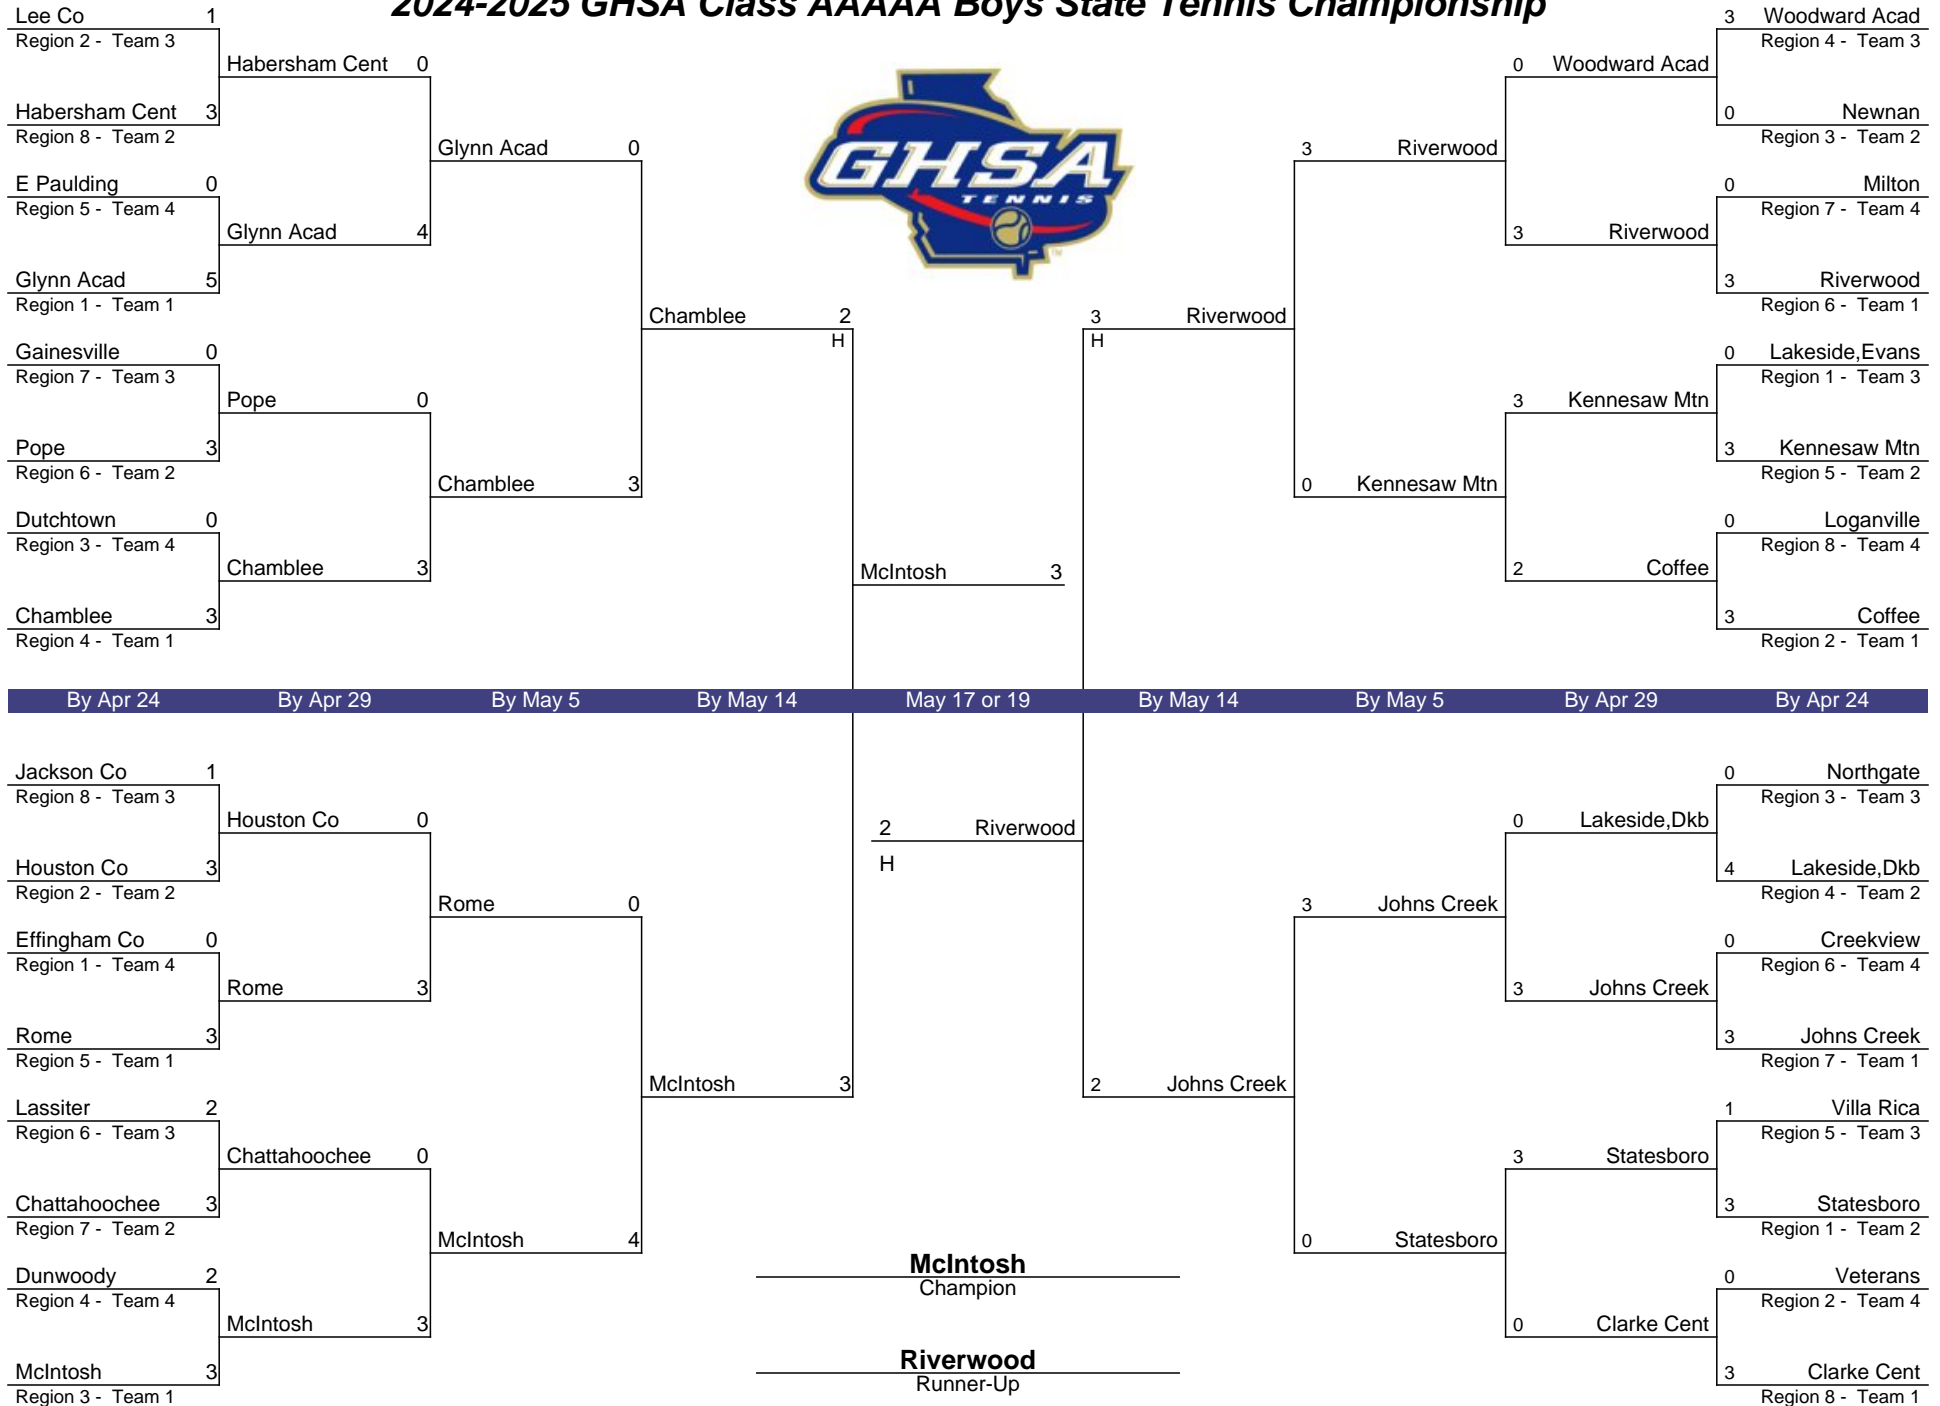 2024-2025 GHSA Class AAAAA Boys State Tennis Championship
Lee Co 1
Region 2 - Team 3
Habersham Cent 0
Habersham Cent 3
Region 8 - Team 2
Glynn Acad 0
E Paulding 0
Region 5 - Team 4
Glynn Acad 4
Glynn Acad 5
Region 1 - Team 1
Chamblee 2
H
Gainesville 0
Region 7 - Team 3
Pope 0
Pope 3
Region 6 - Team 2
Chamblee 3
Dutchtown 0
Region 3 - Team 4
Chamblee 3
Chamblee 3
Region 4 - Team 1
GHSA
TENNIS
TM
McIntosh 3
3 Woodward Acad
Region 4 - Team 3
0 Woodward Acad
0 Newnan
Region 3 - Team 2
3 Riverwood
0 Milton
Region 7 - Team 4
3 Riverwood
3 Riverwood
Region 6 - Team 1
3 Riverwood
H
0 Lakeside,Evans
Region 1 - Team 3
3 Kennesaw Mtn
3 Kennesaw Mtn
Region 5 - Team 2
0 Kennesaw Mtn
0 Loganville
Region 8 - Team 4
2 Coffee
3 Coffee
Region 2 - Team 1
By Apr 24 By Apr 29 By May 5 By May 14 May 17 or 19 By May 14 By May 5 By Apr 29 By Apr 24
Jackson Co 1
Region 8 - Team 3
Houston Co 0
Houston Co 3
Region 2 - Team 2
Rome 0
Effingham Co 0
Region 1 - Team 4
Rome 3
Rome 3
Region 5 - Team 1
McIntosh 3
Lassiter 2
Region 6 - Team 3
Chattahoochee 0
Chattahoochee 3
Region 7 - Team 2
McIntosh 4
Dunwoody 2
Region 4 - Team 4
McIntosh 3
McIntosh 3
Region 3 - Team 1
2 Riverwood
H
McIntosh
Champion
Riverwood
Runner-Up
0 Northgate
Region 3 - Team 3
0 Lakeside,Dkb
4 Lakeside,Dkb
Region 4 - Team 2
3 Johns Creek
0 Creekview
Region 6 - Team 4
3 Johns Creek
3 Johns Creek
Region 7 - Team 1
2 Johns Creek
1 Villa Rica
Region 5 - Team 3
3 Statesboro
3 Statesboro
Region 1 - Team 2
0 Statesboro
0 Veterans
Region 2 - Team 4
0 Clarke Cent
3 Clarke Cent
Region 8 - Team 1